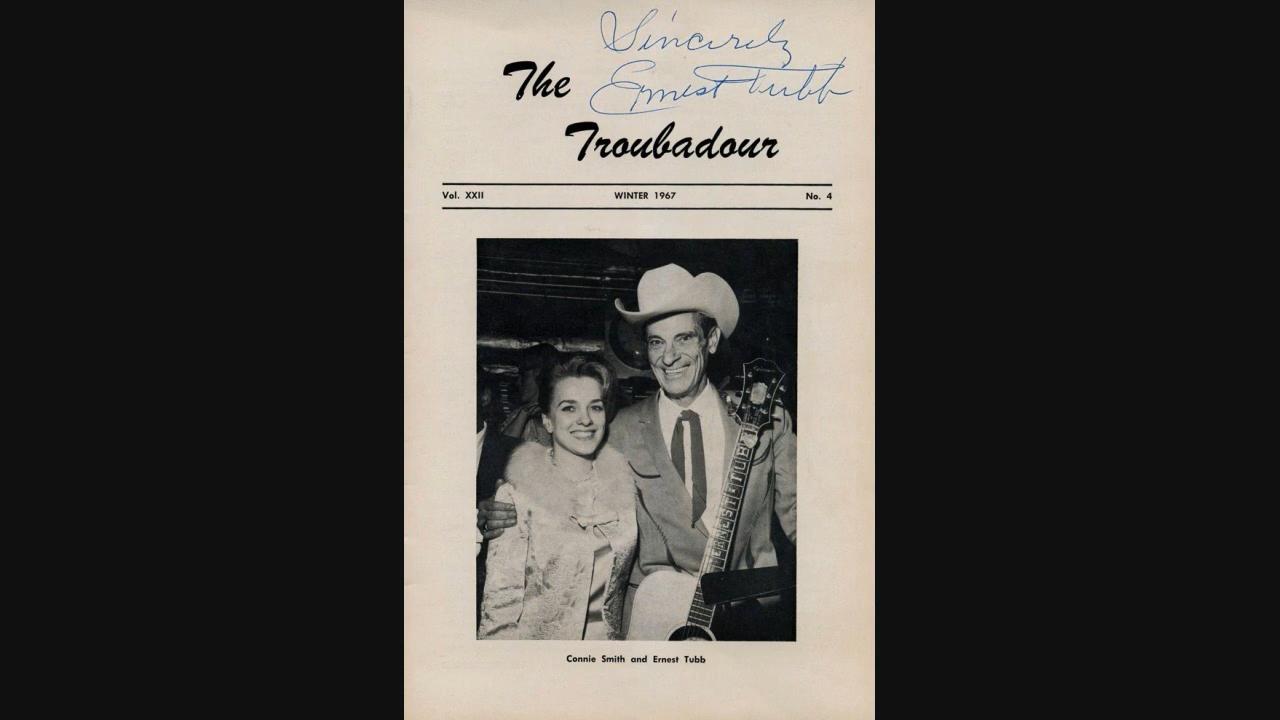 Sincerely
Ernest Tubb
The
Troubadour
Vol. XXII WINTER 1967 No. 4
ERNEST TUBB
Connie Smith and Ernest Tubb